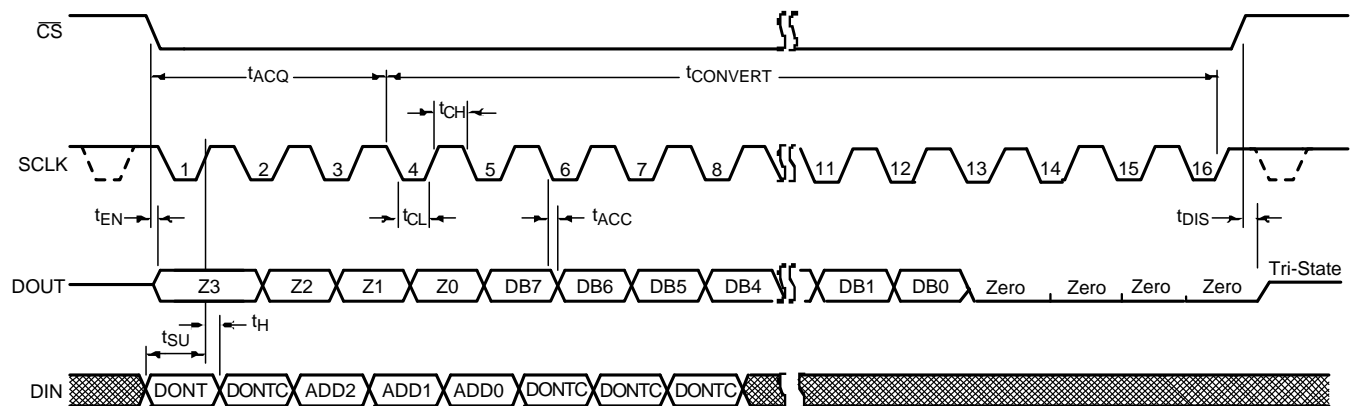 CS
tACQ tCONVERT
tCH
SCLK 1 2 3 4 5 6 7 8 11 12 13 14 15 16
tEN tCL tACC tDIS
DOUT Z3 Z2 Z1 Z0 DB7 DB6 DB5 DB4 DB1 DB0 Zero Zero Zero Zero Tri-State
tSU tH
DIN DONT DONTC ADD2 ADD1 ADD0 DONTC DONTC DONTC